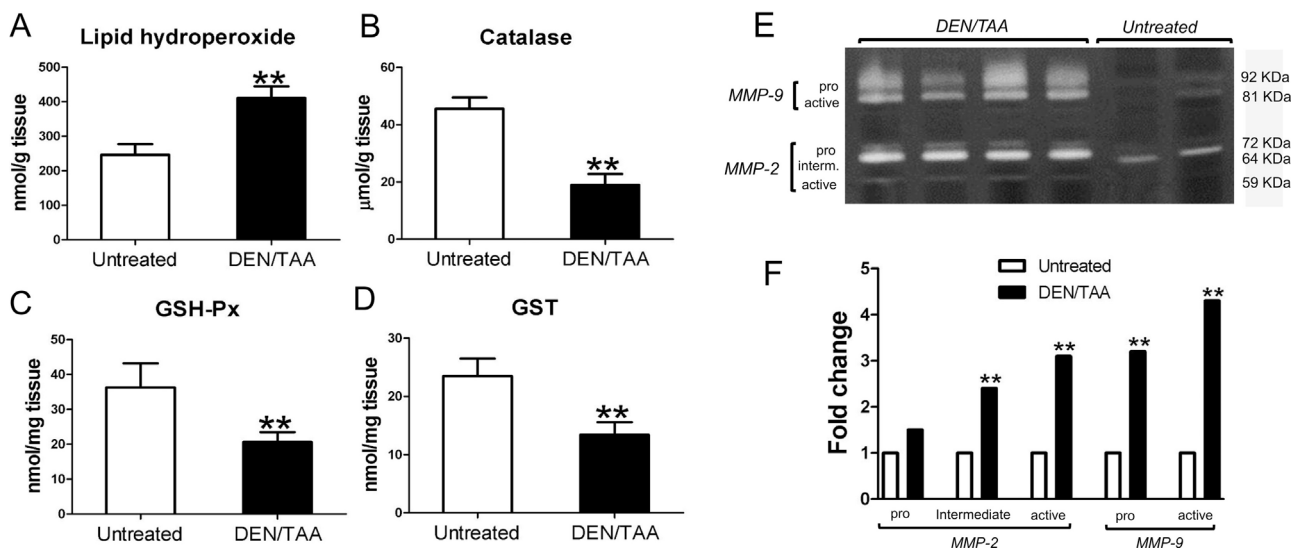 A
Lipid hydroperoxide
nmol/g tissue
500
400
300
200
100
0
**
Untreated
DEN/TAA
B
Catalase
µmol/g tissue
60
40
20
0
**
Untreated
DEN/TAA
C
GSH-Px
nmol/mg tissue
50
40
30
20
10
0
**
Untreated
DEN/TAA
D
GST
nmol/mg tissue
30
20
10
0
**
Untreated
DEN/TAA
E
DEN/TAA
Untreated
MMP-9
pro
active
MMP-2
pro
interm.
active
92 KDa
81 KDa
72 KDa
64 KDa
59 KDa
F
Untreated
DEN/TAA
Fold change
5
4
3
2
1
0
**
**
**
**
pro
Intermediate
active
pro
active
MMP-2
MMP-9